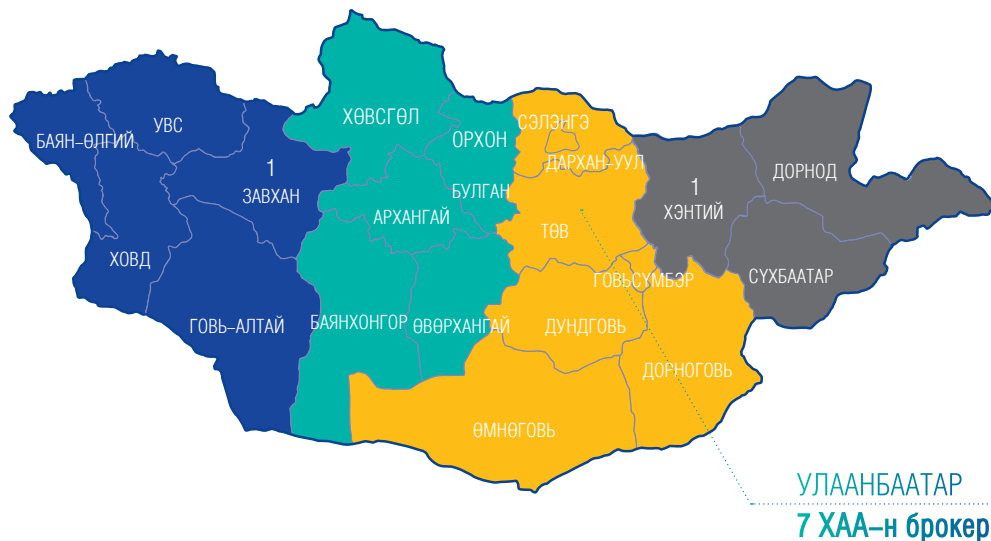 ХӨВСГӨЛ
СЭЛЭНГЭ
УВС
БАЯН-ӨЛГИЙ
ОРХОН
ДАРХАН-УУЛ
1
ЗАВХАН
1
ХЭНТИЙ
ДОРНОД
БУЛГАН
АРХАНГАЙ
ТӨВ
ХОВД
ГОВЬСҮМБЭР
СҮХБААТАР
ГОВЬ-АЛТАЙ
БАЯНХОНГОР
ӨВӨРХАНГАЙ
ДУНДГОВЬ
ДОРНОГОВЬ
ӨМНӨГОВЬ
УЛААНБААТАР
7 ХАА-н брокер